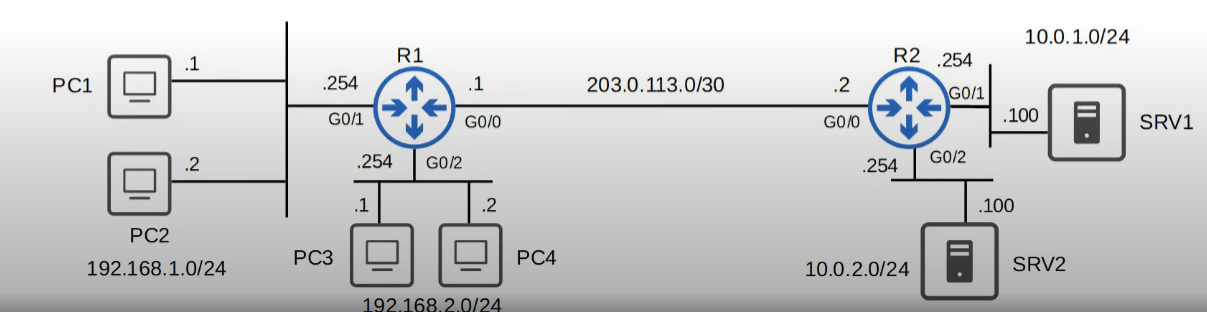 10.0.1.0/24
R1
R2
.254
PC1
.1
.254
.1
203.0.113.0/30
.2
G0/1
G0/1
G0/0
G0/0
.100
SRV1
.2
.254
G0/2
.254
G0/2
.1
.2
.100
PC2
PC3
PC4
192.168.1.0/24
10.0.2.0/24
SRV2
192.168.2.0/24